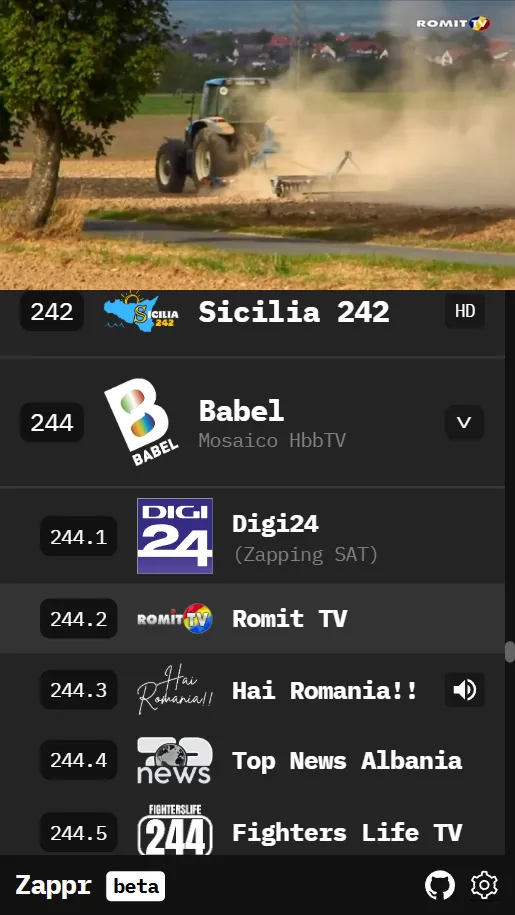 ROMIT TV
242
SICILIA
242
Sicilia 242
HD
244
B
BABEL
Babel
Mosaico HbbTV
V
244.1
DIGI
24
Digi24
(Zapping SAT)
244.2
ROMIT TV
Romit TV
244.3
Hai
Romania!!
Hai Romania!!
244.4
news
Top News Albania
244.5
FIGHTERSLIFE
244
Fighters Life TV
Zappr
beta